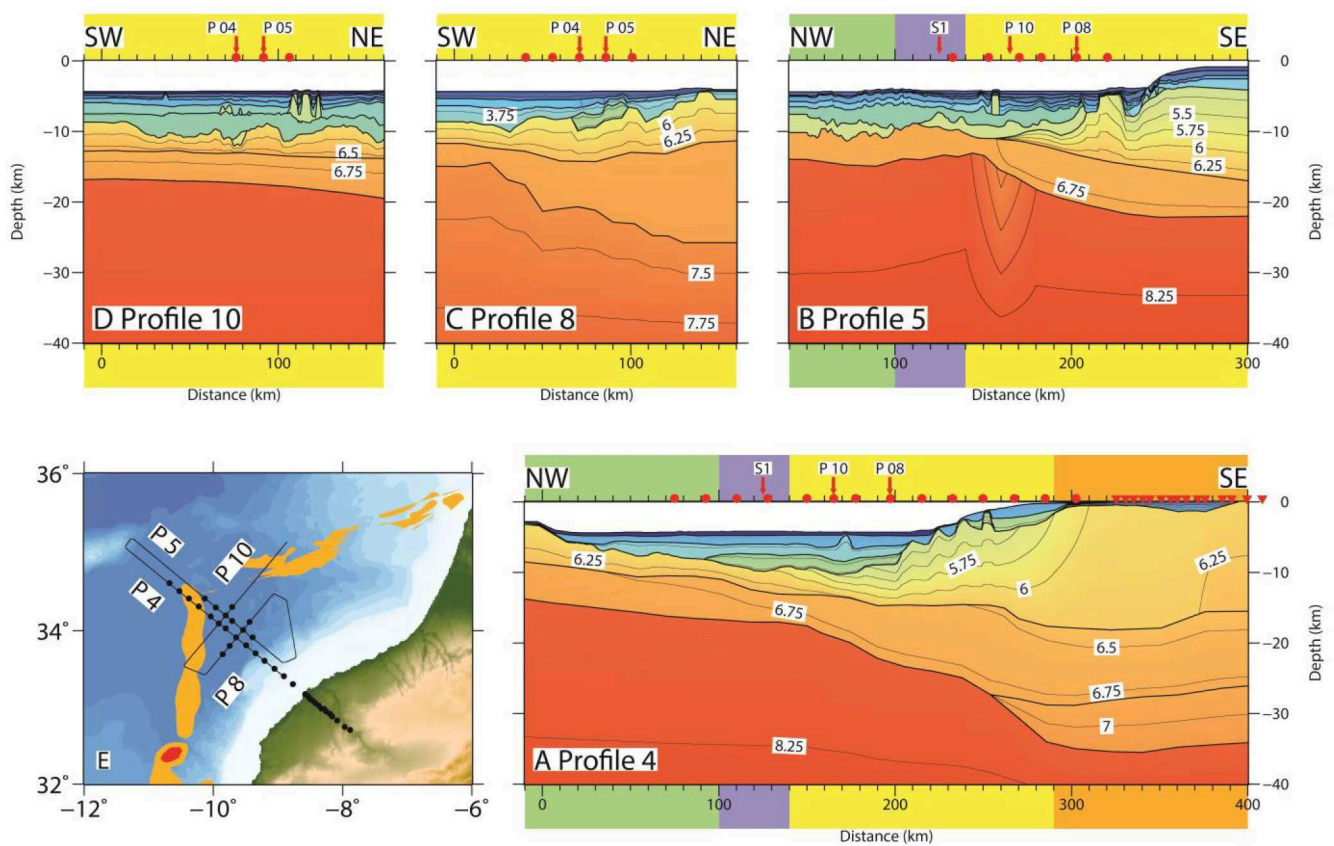 P 04 P 05
SW NE
0
−10
−20
−30
−40
Depth (km)
6.5
6.75
D Profile 10
0 100
Distance (km)
P 04 P 05
SW NE
3.75
6
6.25
7.5
7.75
C Profile 8
0 100
Distance (km)
S1 P 10 P 08
NW SE
0
−10
−20
−30
−40
Depth (km)
5.5
5.75
6
6.25
6.75
8.25
B Profile 5
100 200 300
Distance (km)
36°
34°
32°
−12 −10 −8 −6°
P 5
P 4
P 10
P 8
E
NW SE
S1 P 10 P 08
0
−10
−20
−30
−40
Depth (km)
6.25
5.75
6
6.25
6.75
6.5
6.75
7
8.25
A Profile 4
0 100 200 300 400
Distance (km)